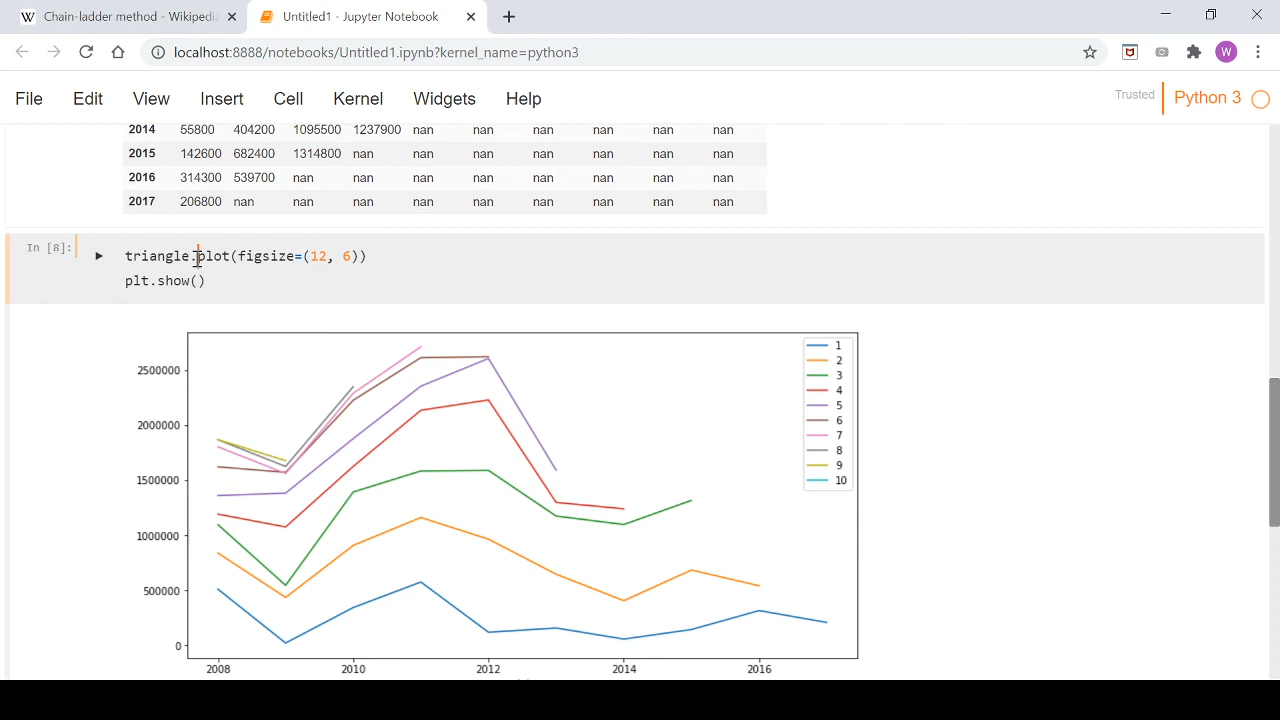 Chain-ladder method - Wikipedia
Untitled1 - Jupyter Notebook
localhost:8888/notebooks/Untitled1.ipynb?kernel_name=python3
W
File Edit View Insert Cell Kernel Widgets Help Trusted Python 3
2014 55800 404200 1095500 1237900 nan nan nan nan nan nan
2015 142600 682400 1314800 nan nan nan nan nan nan nan
2016 314300 539700 nan nan nan nan nan nan nan nan
2017 206800 nan nan nan nan nan nan nan nan nan
In [8]:
triangle.plot(figsize=(12, 6))
plt.show()
2500000
2000000
1500000
1000000
500000
0
2008 2010 2012 2014 2016
1
2
3
4
5
6
7
8
9
10